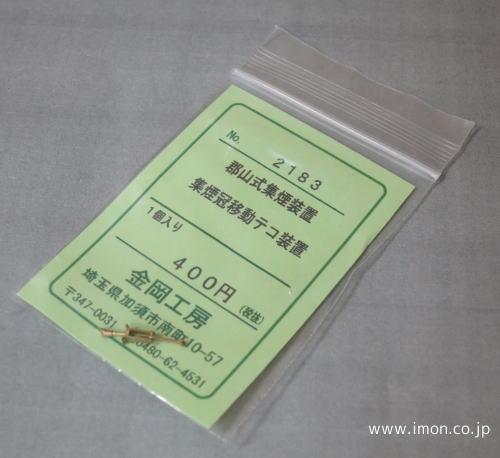 No. 2183
郡山式集煙装置
集煙冠移動テコ装置
1個入り
400円(税抜)
金岡工房
埼玉県加須市南町10-57
〒347-0031 0480-62-4531
www.imon.co.jp